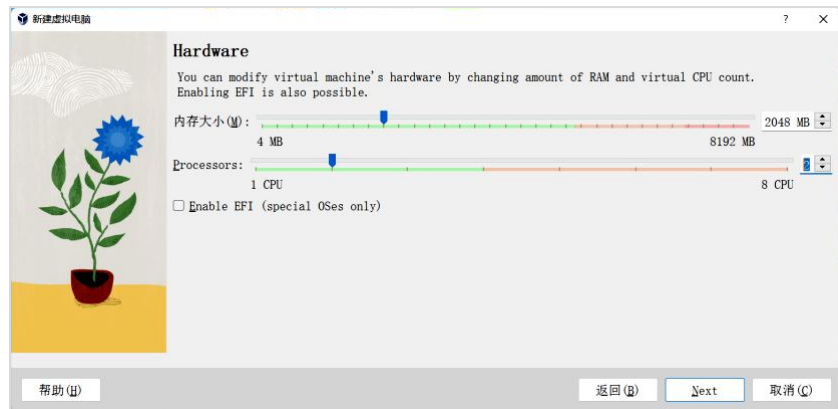 新建虚拟电脑
? X
Hardware
You can modify virtual machine's hardware by changing amount of RAM and virtual CPU count.
Enabling EFI is also possible.
内存大小(M): 2048 MB
4 MB 8192 MB
Processors: 2
1 CPU 8 CPU
Enable EFI (special OSes only)
帮助(H) 返回(B) Next 取消(C)